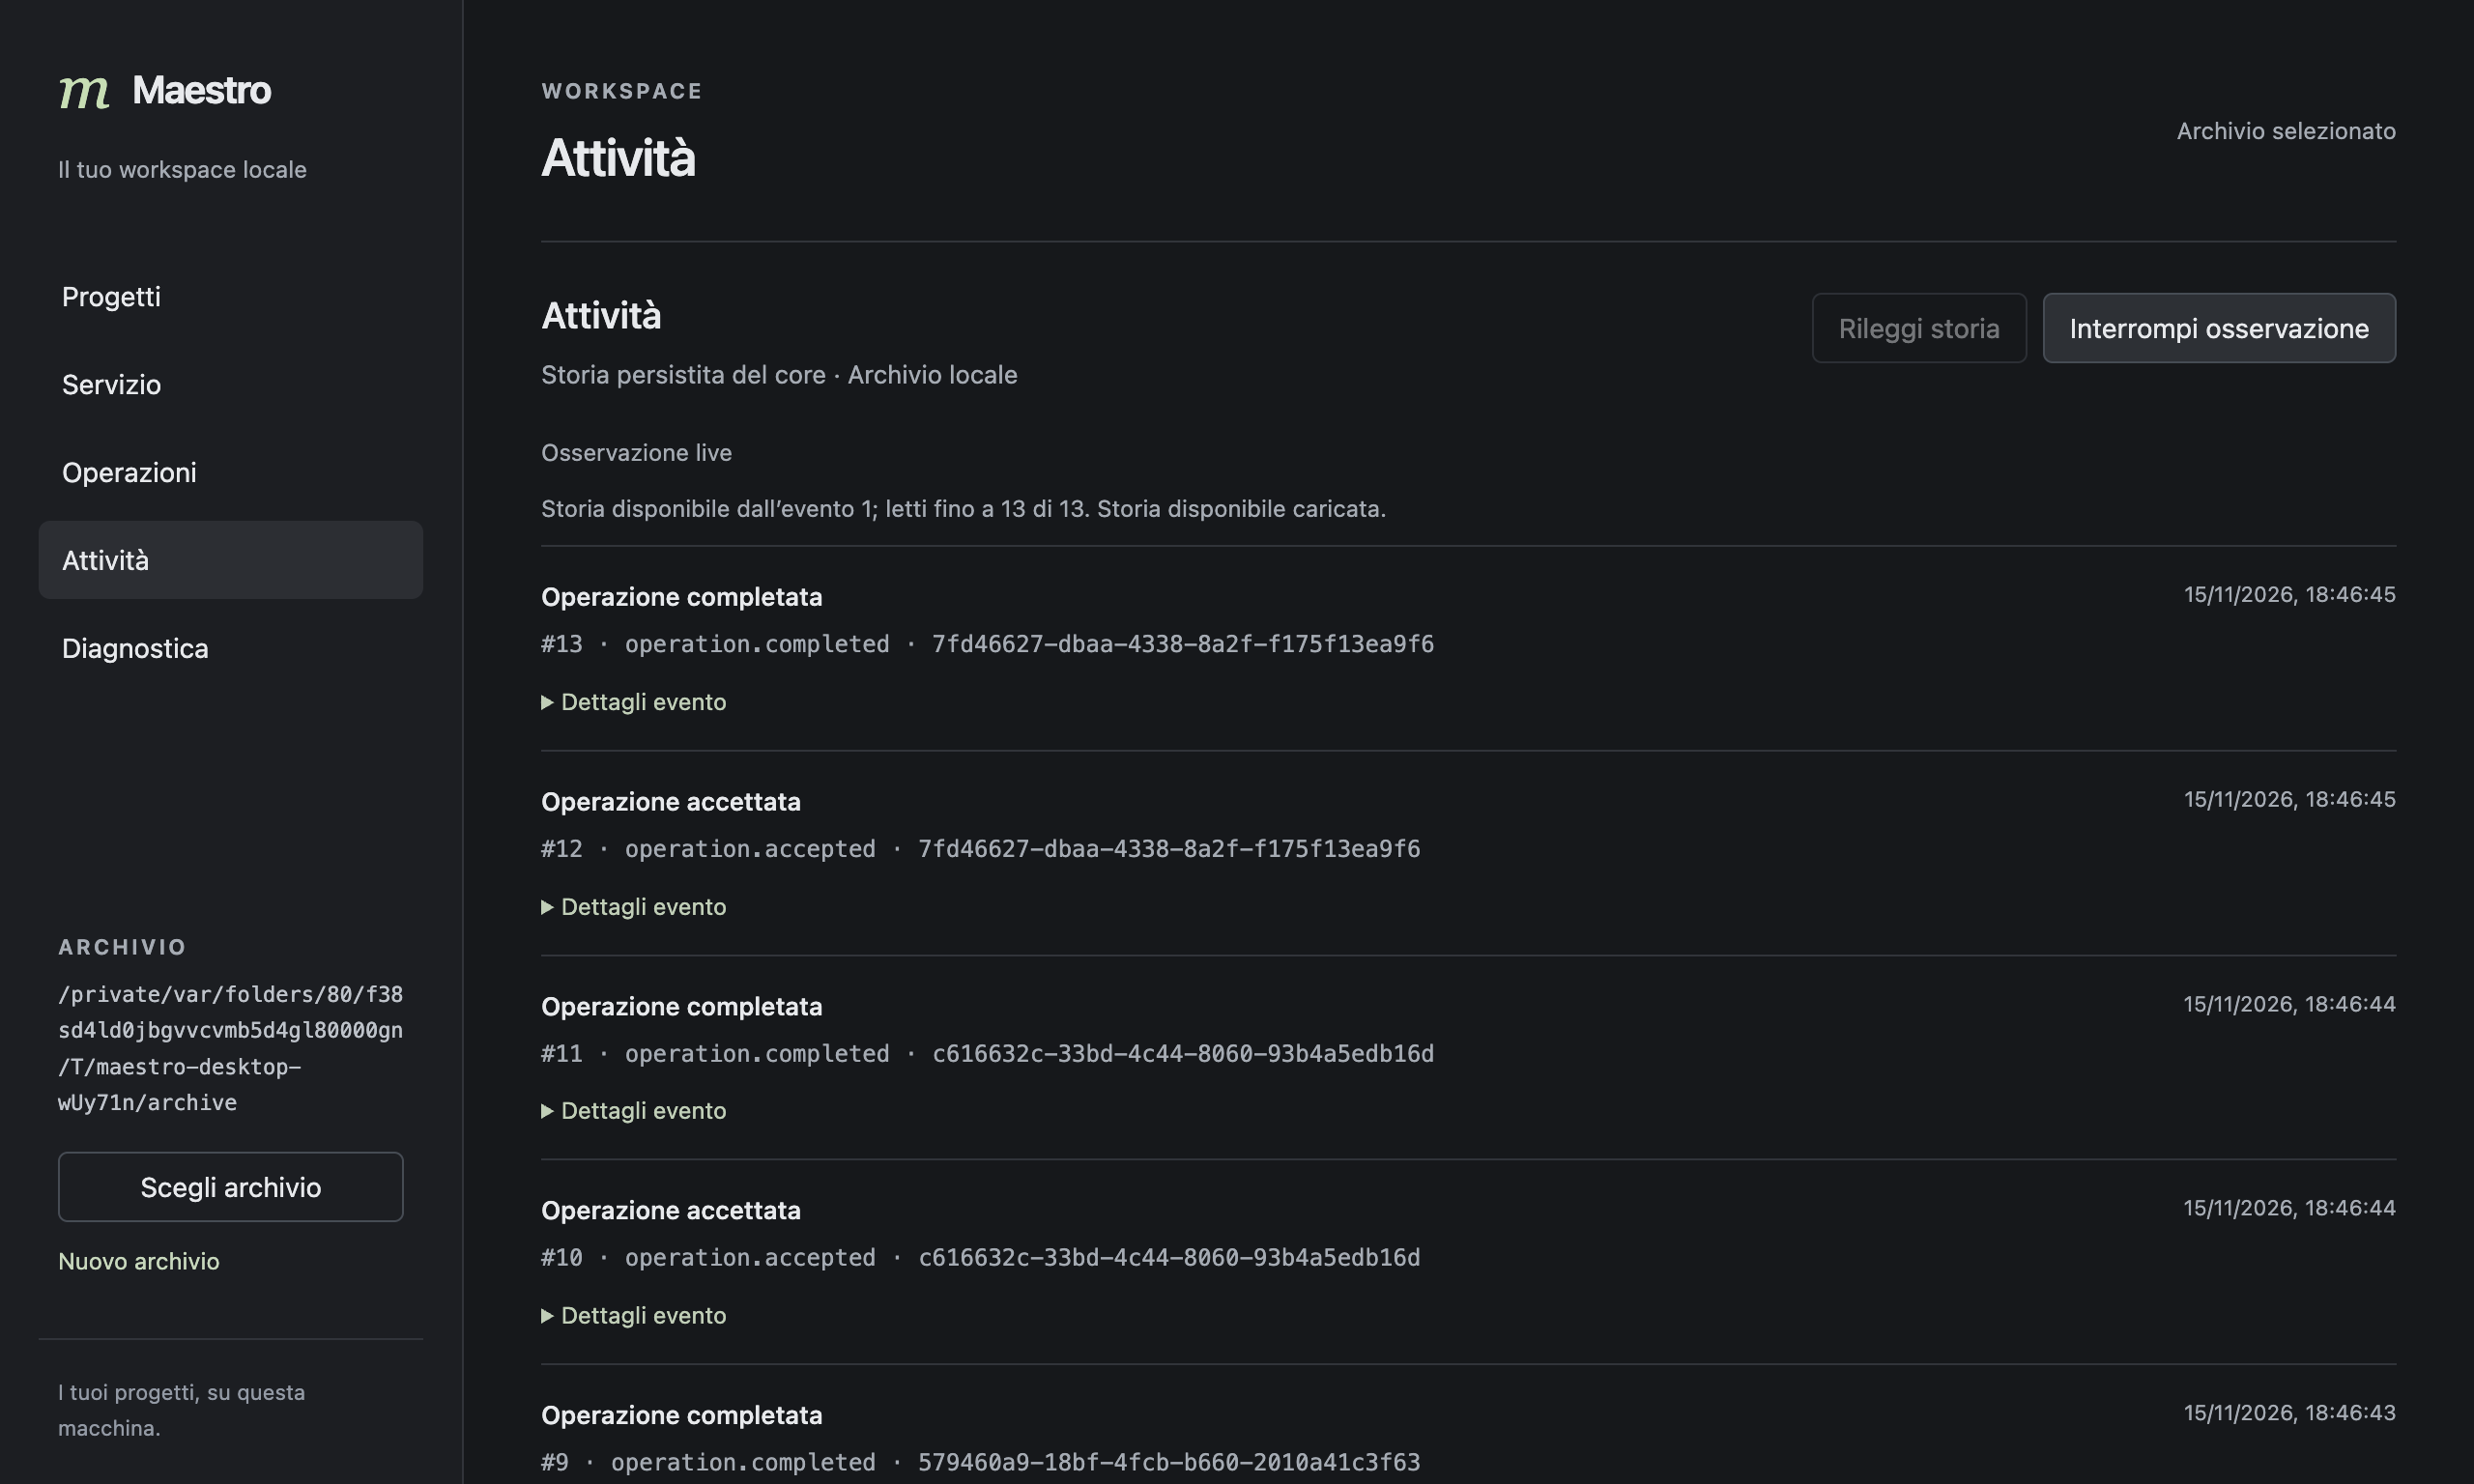 m Maestro
Il tuo workspace locale
Progetti
Servizio
Operazioni
Attività
Diagnostica
ARCHIVIO
/private/var/folders/80/f38
sd4ld0jbgvvcvmb5d4gl80000gn
/T/maestro-desktop-
wUy71n/archive
Scegli archivio
Nuovo archivio
I tuoi progetti, su questa
macchina.
WORKSPACE
Attività
Archivio selezionato
Attività
Storia persistita del core · Archivio locale
Rileggi storia
Interrompi osservazione
Osservazione live
Storia disponibile dall’evento 1; letti fino a 13 di 13. Storia disponibile caricata.
Operazione completata 15/11/2026, 18:46:45
#13 · operation.completed · 7fd46627-dbaa-4338-8a2f-f175f13ea9f6
Dettagli evento
Operazione accettata 15/11/2026, 18:46:45
#12 · operation.accepted · 7fd46627-dbaa-4338-8a2f-f175f13ea9f6
Dettagli evento
Operazione completata 15/11/2026, 18:46:44
#11 · operation.completed · c616632c-33bd-4c44-8060-93b4a5edb16d
Dettagli evento
Operazione accettata 15/11/2026, 18:46:44
#10 · operation.accepted · c616632c-33bd-4c44-8060-93b4a5edb16d
Dettagli evento
Operazione completata 15/11/2026, 18:46:43
#9 · operation.completed · 579460a9-18bf-4fcb-b660-2010a41c3f63